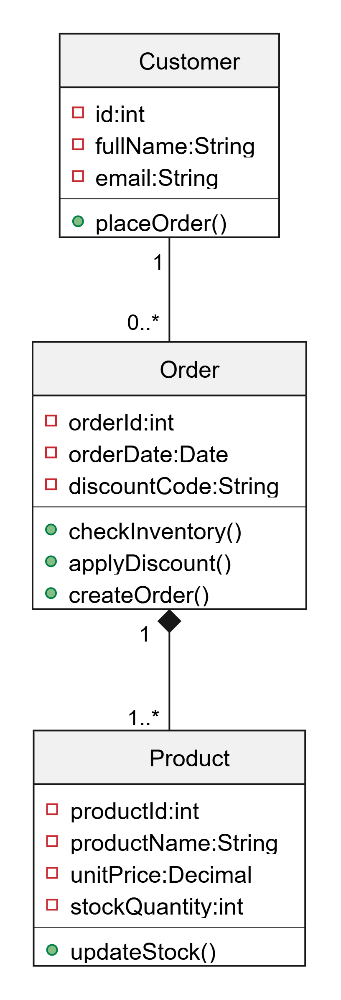 Customer
id:int
fullName:String
email:String
placeOrder()
1
0..*
Order
orderId:int
orderDate:Date
discountCode:String
checkInventory()
applyDiscount()
createOrder()
1
1..*
Product
productId:int
productName:String
unitPrice:Decimal
stockQuantity:int
updateStock()